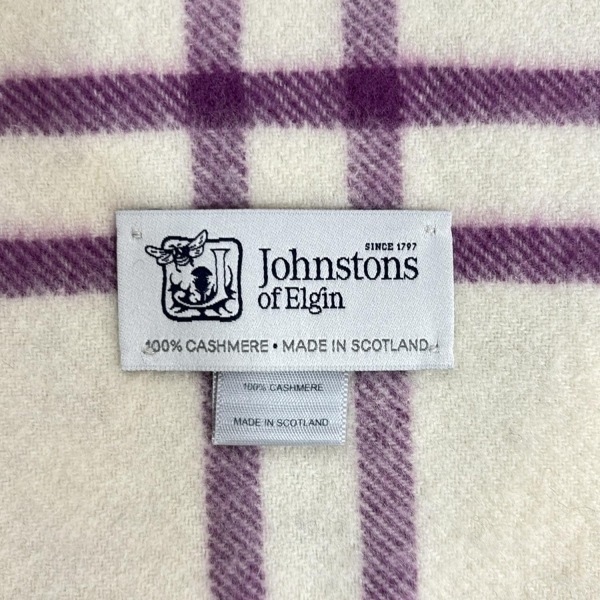 SINCE 1797
Johnstons
of Elgin
100% CASHMERE • MADE IN SCOTLAND
100% CASHMERE
MADE IN SCOTLAND